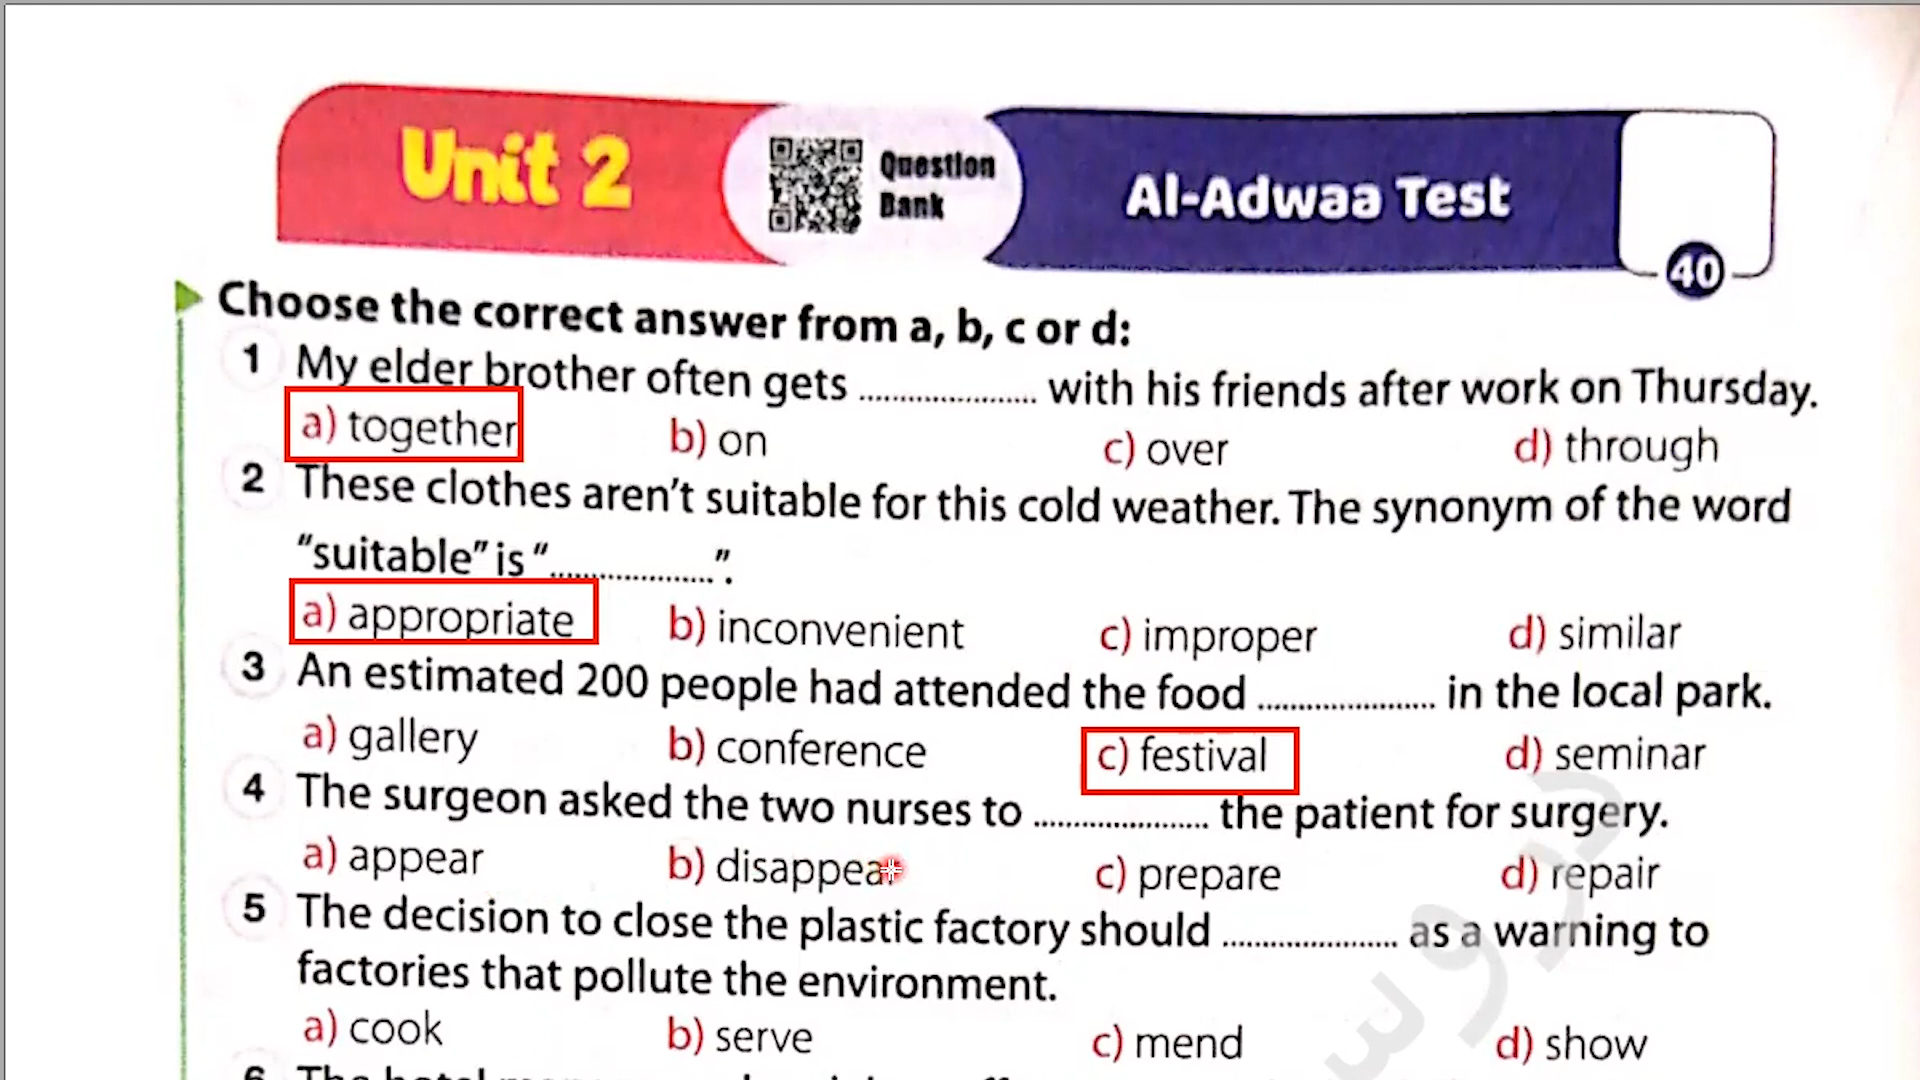 Unit 2
Question
Bank
Al-Adwaa Test
40
Choose the correct answer from a, b, c or d:
1 My elder brother often gets ...................... with his friends after work on Thursday.
a) together b) on c) over d) through
2 These clothes aren't suitable for this cold weather. The synonym of the word
"suitable" is "....................".
a) appropriate b) inconvenient c) improper d) similar
3 An estimated 200 people had attended the food ...................... in the local park.
a) gallery b) conference c) festival d) seminar
4 The surgeon asked the two nurses to ...................... the patient for surgery.
a) appear b) disappear c) prepare d) repair
5 The decision to close the plastic factory should ...................... as a warning to
factories that pollute the environment.
a) cook b) serve c) mend d) show
6 The hotel